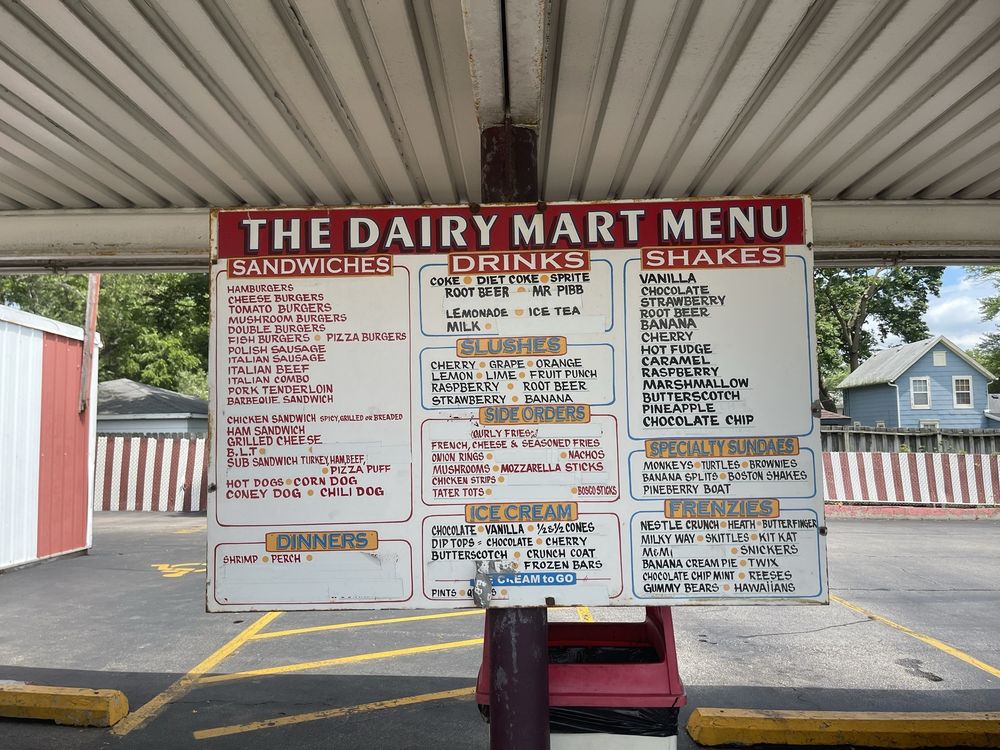 THE DAIRY MART MENU
SANDWICHES
HAMBURGERS
CHEESE BURGERS
TOMATO BURGERS
MUSHROOM BURGERS
DOUBLE BURGERS
FISH BURGERS • PIZZA BURGERS
POLISH SAUSAGE
ITALIAN SAUSAGE
ITALIAN BEEF
ITALIAN COMBO
PORK TENDERLOIN
BARBEQUE SANDWICH
CHICKEN SANDWICH SPICY, GRILLED OR BREADED
HAM SANDWICH
GRILLED CHEESE
B.L.T •
SUB SANDWICH TURKEY, HAM, BEEF
• PIZZA PUFF
HOT DOGS • CORN DOG
CONEY DOG • CHILI DOG
DINNERS
SHRIMP • PERCH •
DRINKS
COKE • DIET COKE • SPRITE
ROOT BEER • MR PIBB
LEMONADE • ICE TEA
MILK •
SLUSHES
CHERRY • GRAPE • ORANGE
LEMON • LIME • FRUIT PUNCH
RASPBERRY • ROOT BEER
STRAWBERRY • BANANA
SIDE ORDERS
(CURLY FRIES)
FRENCH, CHEESE & SEASONED FRIES
ONION RINGS • • NACHOS
MUSHROOMS • MOZZARELLA STICKS
CHICKEN STRIPS •
TATER TOTS • • BOSCO STICKS
ICE CREAM
CHOCOLATE • VANILLA • ½ & ½ CONES
DIP TOPS = CHOCOLATE • CHERRY
BUTTERSCOTCH • CRUNCH COAT
• FROZEN BARS
CREAM to GO
PINTS •
SHAKES
VANILLA
CHOCOLATE
STRAWBERRY
ROOT BEER
BANANA
CHERRY
HOT FUDGE
CARAMEL
RASPBERRY
MARSHMALLOW
BUTTERSCOTCH
PINEAPPLE
CHOCOLATE CHIP
SPECIALTY SUNDAES
MONKEYS • TURTLES • BROWNIES
BANANA SPLITS • BOSTON SHAKES
PINEBERRY BOAT
FRENZIES
NESTLE CRUNCH • HEATH • BUTTERFINGER
MILKY WAY • SKITTLES • KIT KAT
M&M • SNICKERS
BANANA CREAM PIE • TWIX
CHOCOLATE CHIP MINT • REESES
GUMMY BEARS • HAWAIIANS